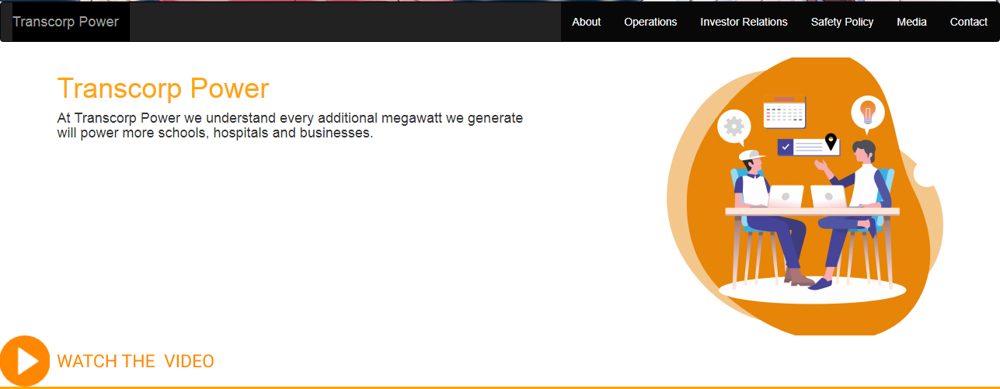 Transcorp Power
About Operations Investor Relations Safety Policy Media Contact
Transcorp Power
At Transcorp Power we understand every additional megawatt we generate
will power more schools, hospitals and businesses.
WATCH THE VIDEO